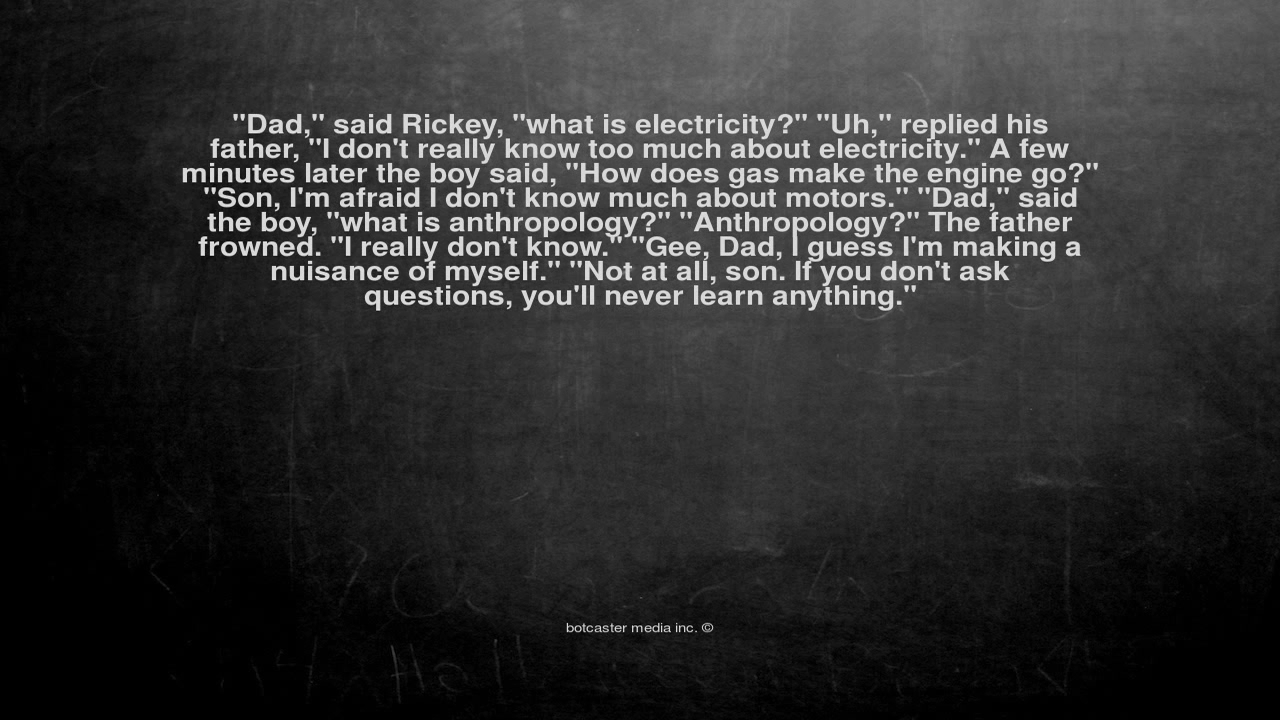 "Dad," said Rickey, "what is electricity?" "Uh," replied his
father, "I don't really know too much about electricity." A few
minutes later the boy said, "How does gas make the engine go?"
"Son, I'm afraid I don't know much about motors." "Dad," said
the boy, "what is anthropology?" "Anthropology?" The father
frowned. "I really don't know." "Gee, Dad, I guess I'm making a
nuisance of myself." "Not at all, son. If you don't ask
questions, you'll never learn anything."
botcaster media inc. ©